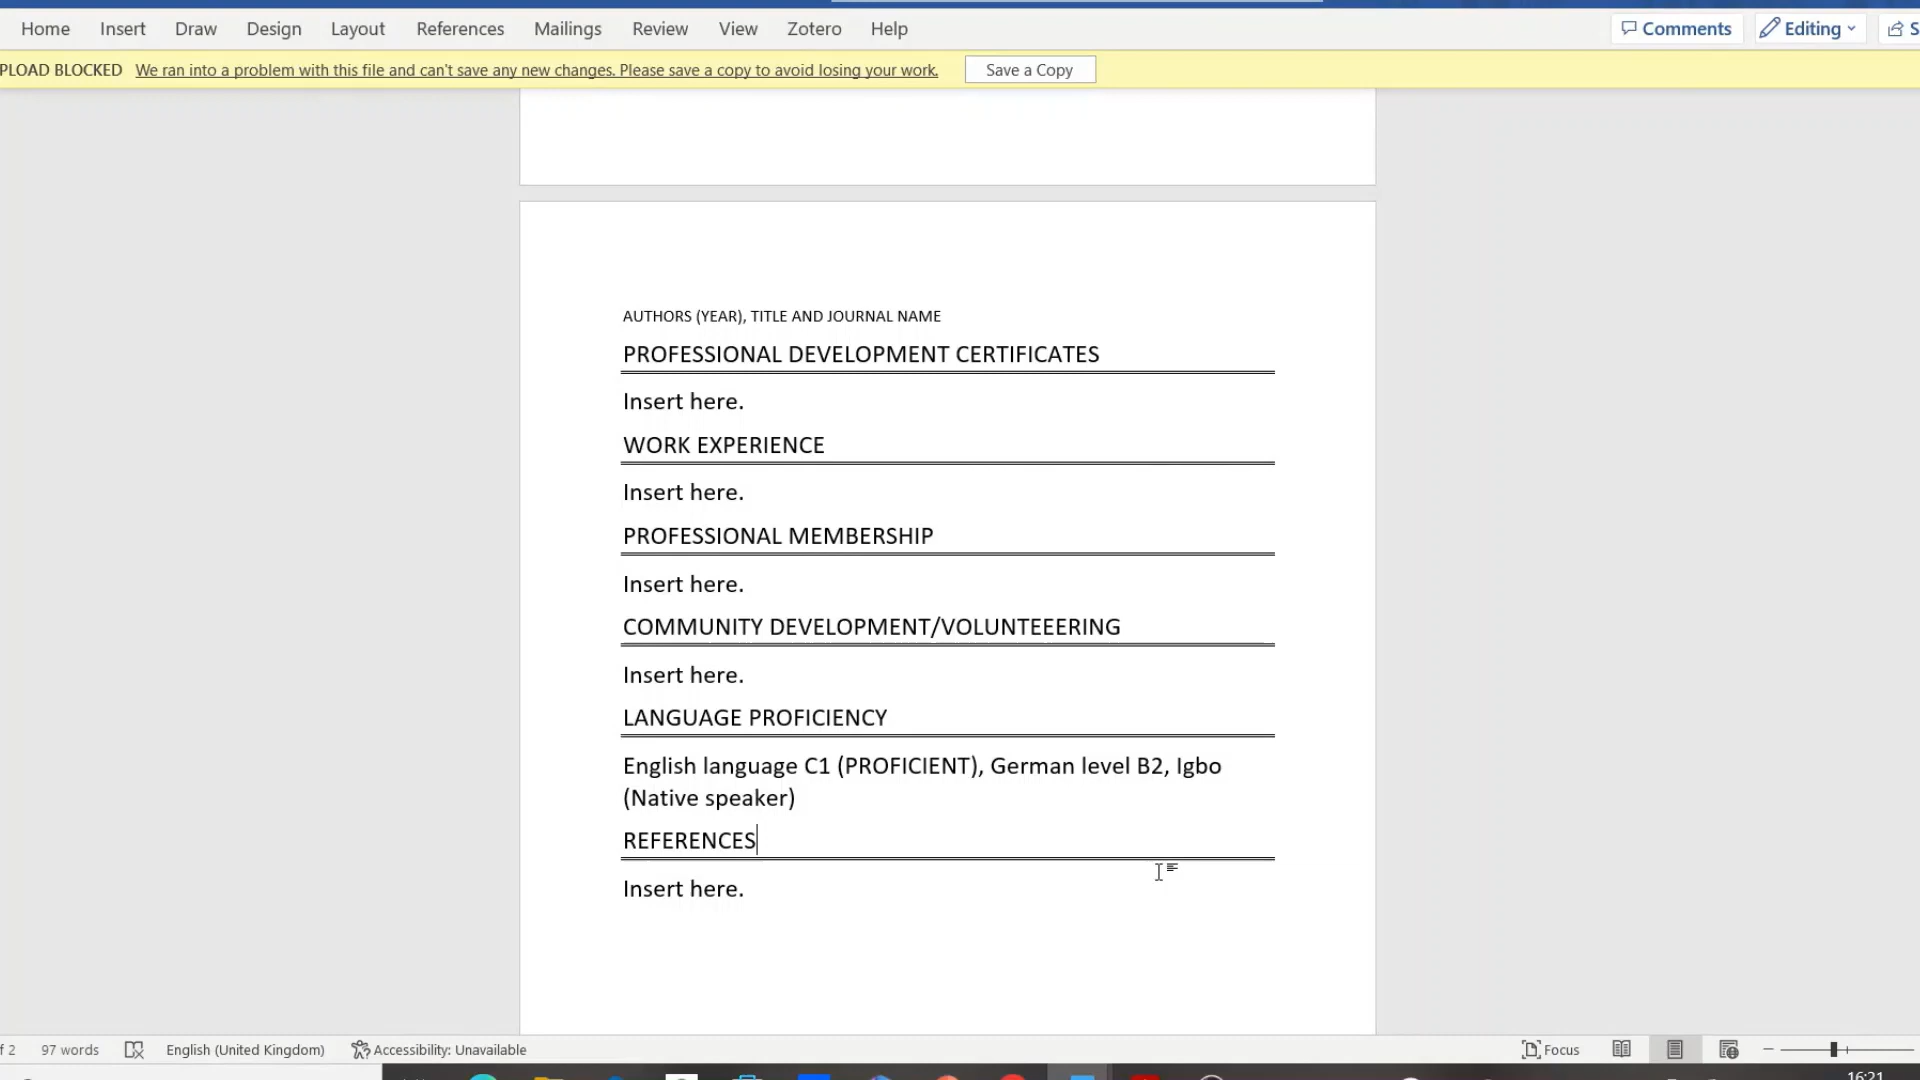 Home Insert Draw Design Layout References Mailings Review View Zotero Help Comments Editing S
PLOAD BLOCKED We ran into a problem with this file and can't save any new changes. Please save a copy to avoid losing your work. Save a Copy
AUTHORS (YEAR), TITLE AND JOURNAL NAME
PROFESSIONAL DEVELOPMENT CERTIFICATES
Insert here.
WORK EXPERIENCE
Insert here.
PROFESSIONAL MEMBERSHIP
Insert here.
COMMUNITY DEVELOPMENT/VOLUNTEEERING
Insert here.
LANGUAGE PROFICIENCY
English language C1 (PROFICIENT), German level B2, Igbo
(Native speaker)
REFERENCES
Insert here.
f 2 97 words English (United Kingdom) Accessibility: Unavailable Focus
16:21